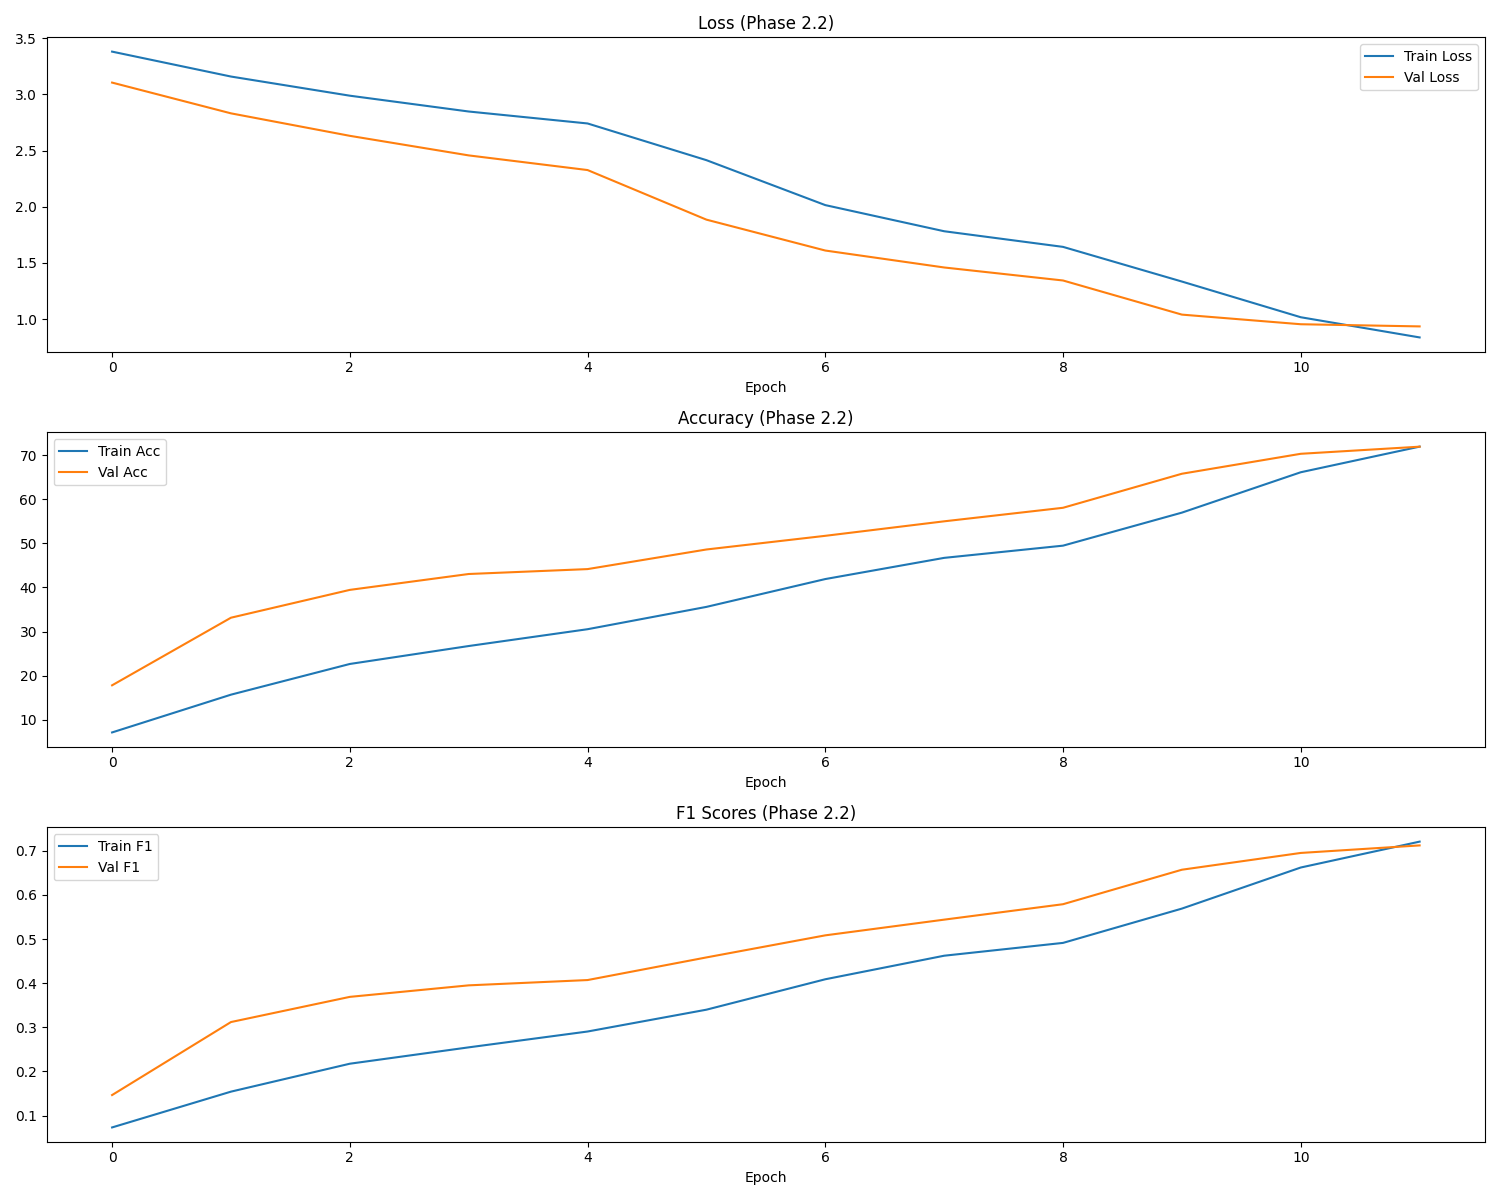 Loss (Phase 2.2)
3.5
3.0
2.5
2.0
1.5
1.0
Train Loss
Val Loss
0 2 4 6 8 10
Epoch
Accuracy (Phase 2.2)
70
60
50
40
30
20
10
Train Acc
Val Acc
0 2 4 6 8 10
Epoch
F1 Scores (Phase 2.2)
0.7
0.6
0.5
0.4
0.3
0.2
0.1
Train F1
Val F1
0 2 4 6 8 10
Epoch